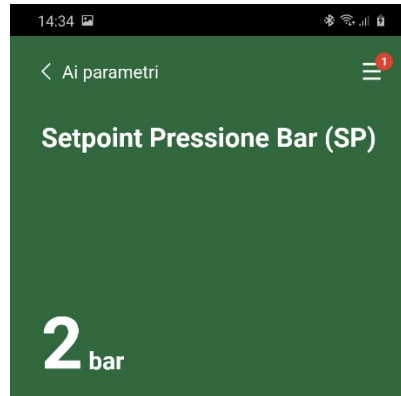 14:34
Ai parametri
1
Setpoint Pressione Bar (SP)
2 bar